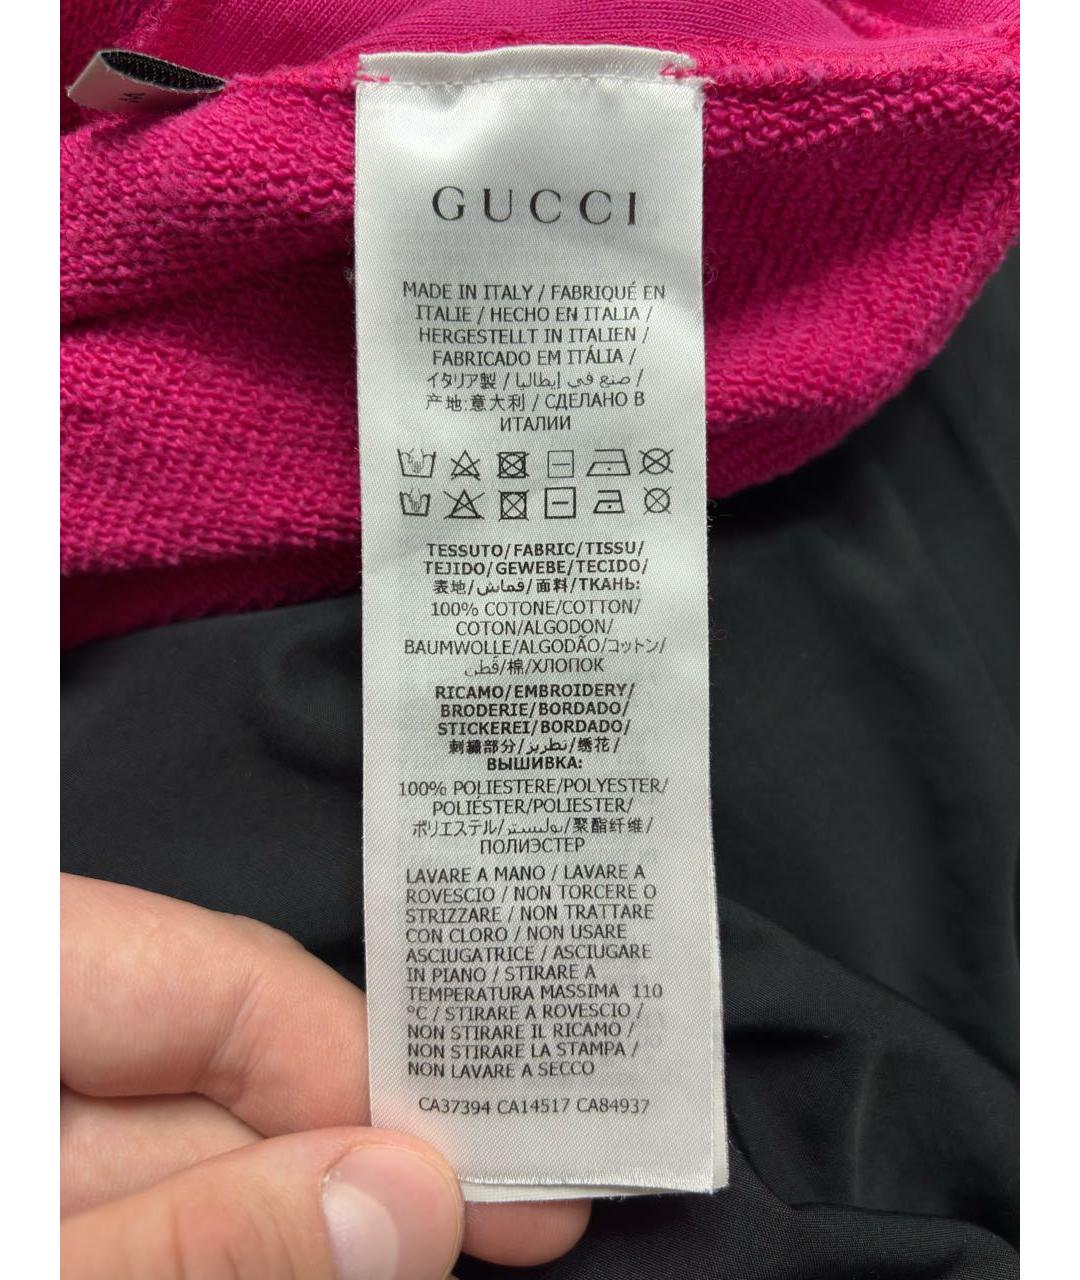 GUCCI
MADE IN ITALY / FABRIQUÉ EN
ITALIE / HECHO EN ITALIA /
HERGESTELLT IN ITALIEN /
FABRICADO EM ITÁLIA /
イタリア製 / صنع في إيطاليا /
产地:意大利 / СДЕЛАНО В
ИТАЛИИ
TESSUTO/FABRIC/TISSU/
TEJIDO/GEWEBE/TECIDO/
表地/قماش/面料/ТКАНЬ:
100% COTONE/COTTON/
COTON/ALGODON/
BAUMWOLLE/ALGODÃO/コットン/
قطن/棉/ХЛОПОК
RICAMO/EMBROIDERY/
BRODERIE/BORDADO/
STICKEREI/BORDADO/
刺繍部分/تطريز/绣花/
ВЫШИВКА:
100% POLIESTERE/POLYESTER/
POLIÉSTER/POLIESTER/
ポリエステル/بوليستر/聚酯纤维/
ПОЛИЭСТЕР
LAVARE A MANO / LAVARE A
ROVESCIO / NON TORCERE O
STRIZZARE / NON TRATTARE
CON CLORO / NON USARE
ASCIUGATRICE / ASCIUGARE
IN PIANO / STIRARE A
TEMPERATURA MASSIMA 110
°C / STIRARE A ROVESCIO /
NON STIRARE IL RICAMO /
NON STIRARE LA STAMPA /
NON LAVARE A SECCO
CA37394 CA14517 CA84937